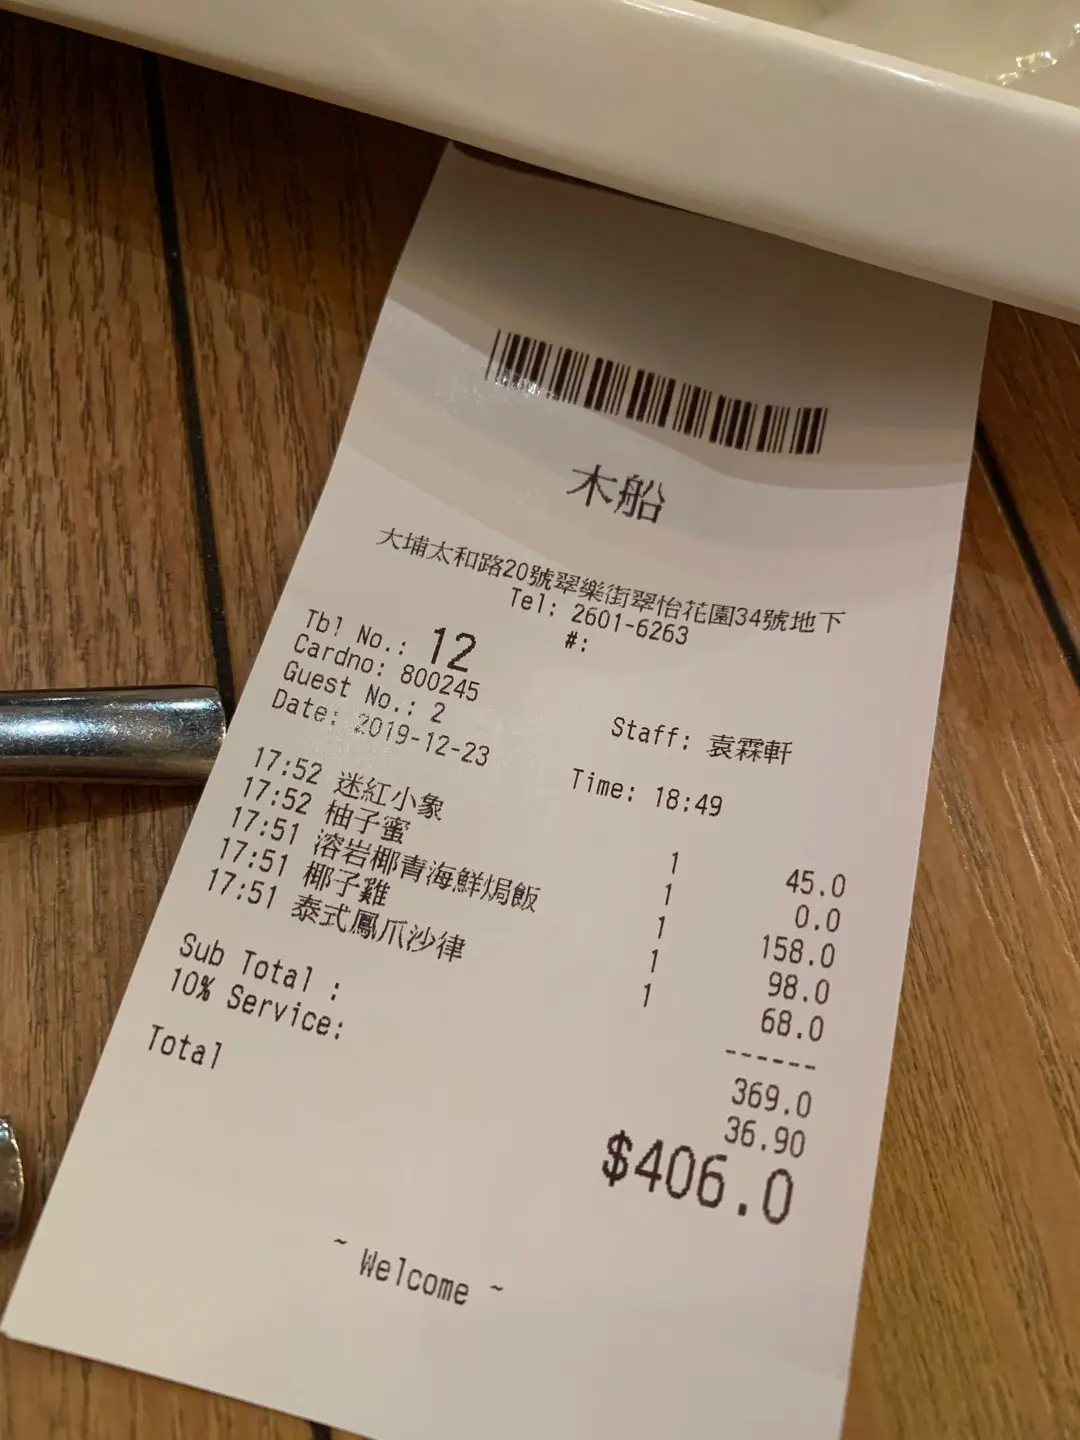 木船
大埔太和路20號翠樂街翠怡花園34號地下
Tel: 2601-6263
#:
Tbl No.: 12
Cardno: 800245
Guest No.: 2
Staff: 袁霖軒
Date: 2019-12-23 Time: 18:49
17:52 迷紅小象 1 45.0
17:52 柚子蜜 1 0.0
17:51 溶岩椰青海鮮焗飯 1 158.0
17:51 椰子雞 1 98.0
17:51 泰式鳳爪沙律 1 68.0
------
Sub Total : 369.0
10% Service: 36.90
Total $406.0
~ Welcome ~